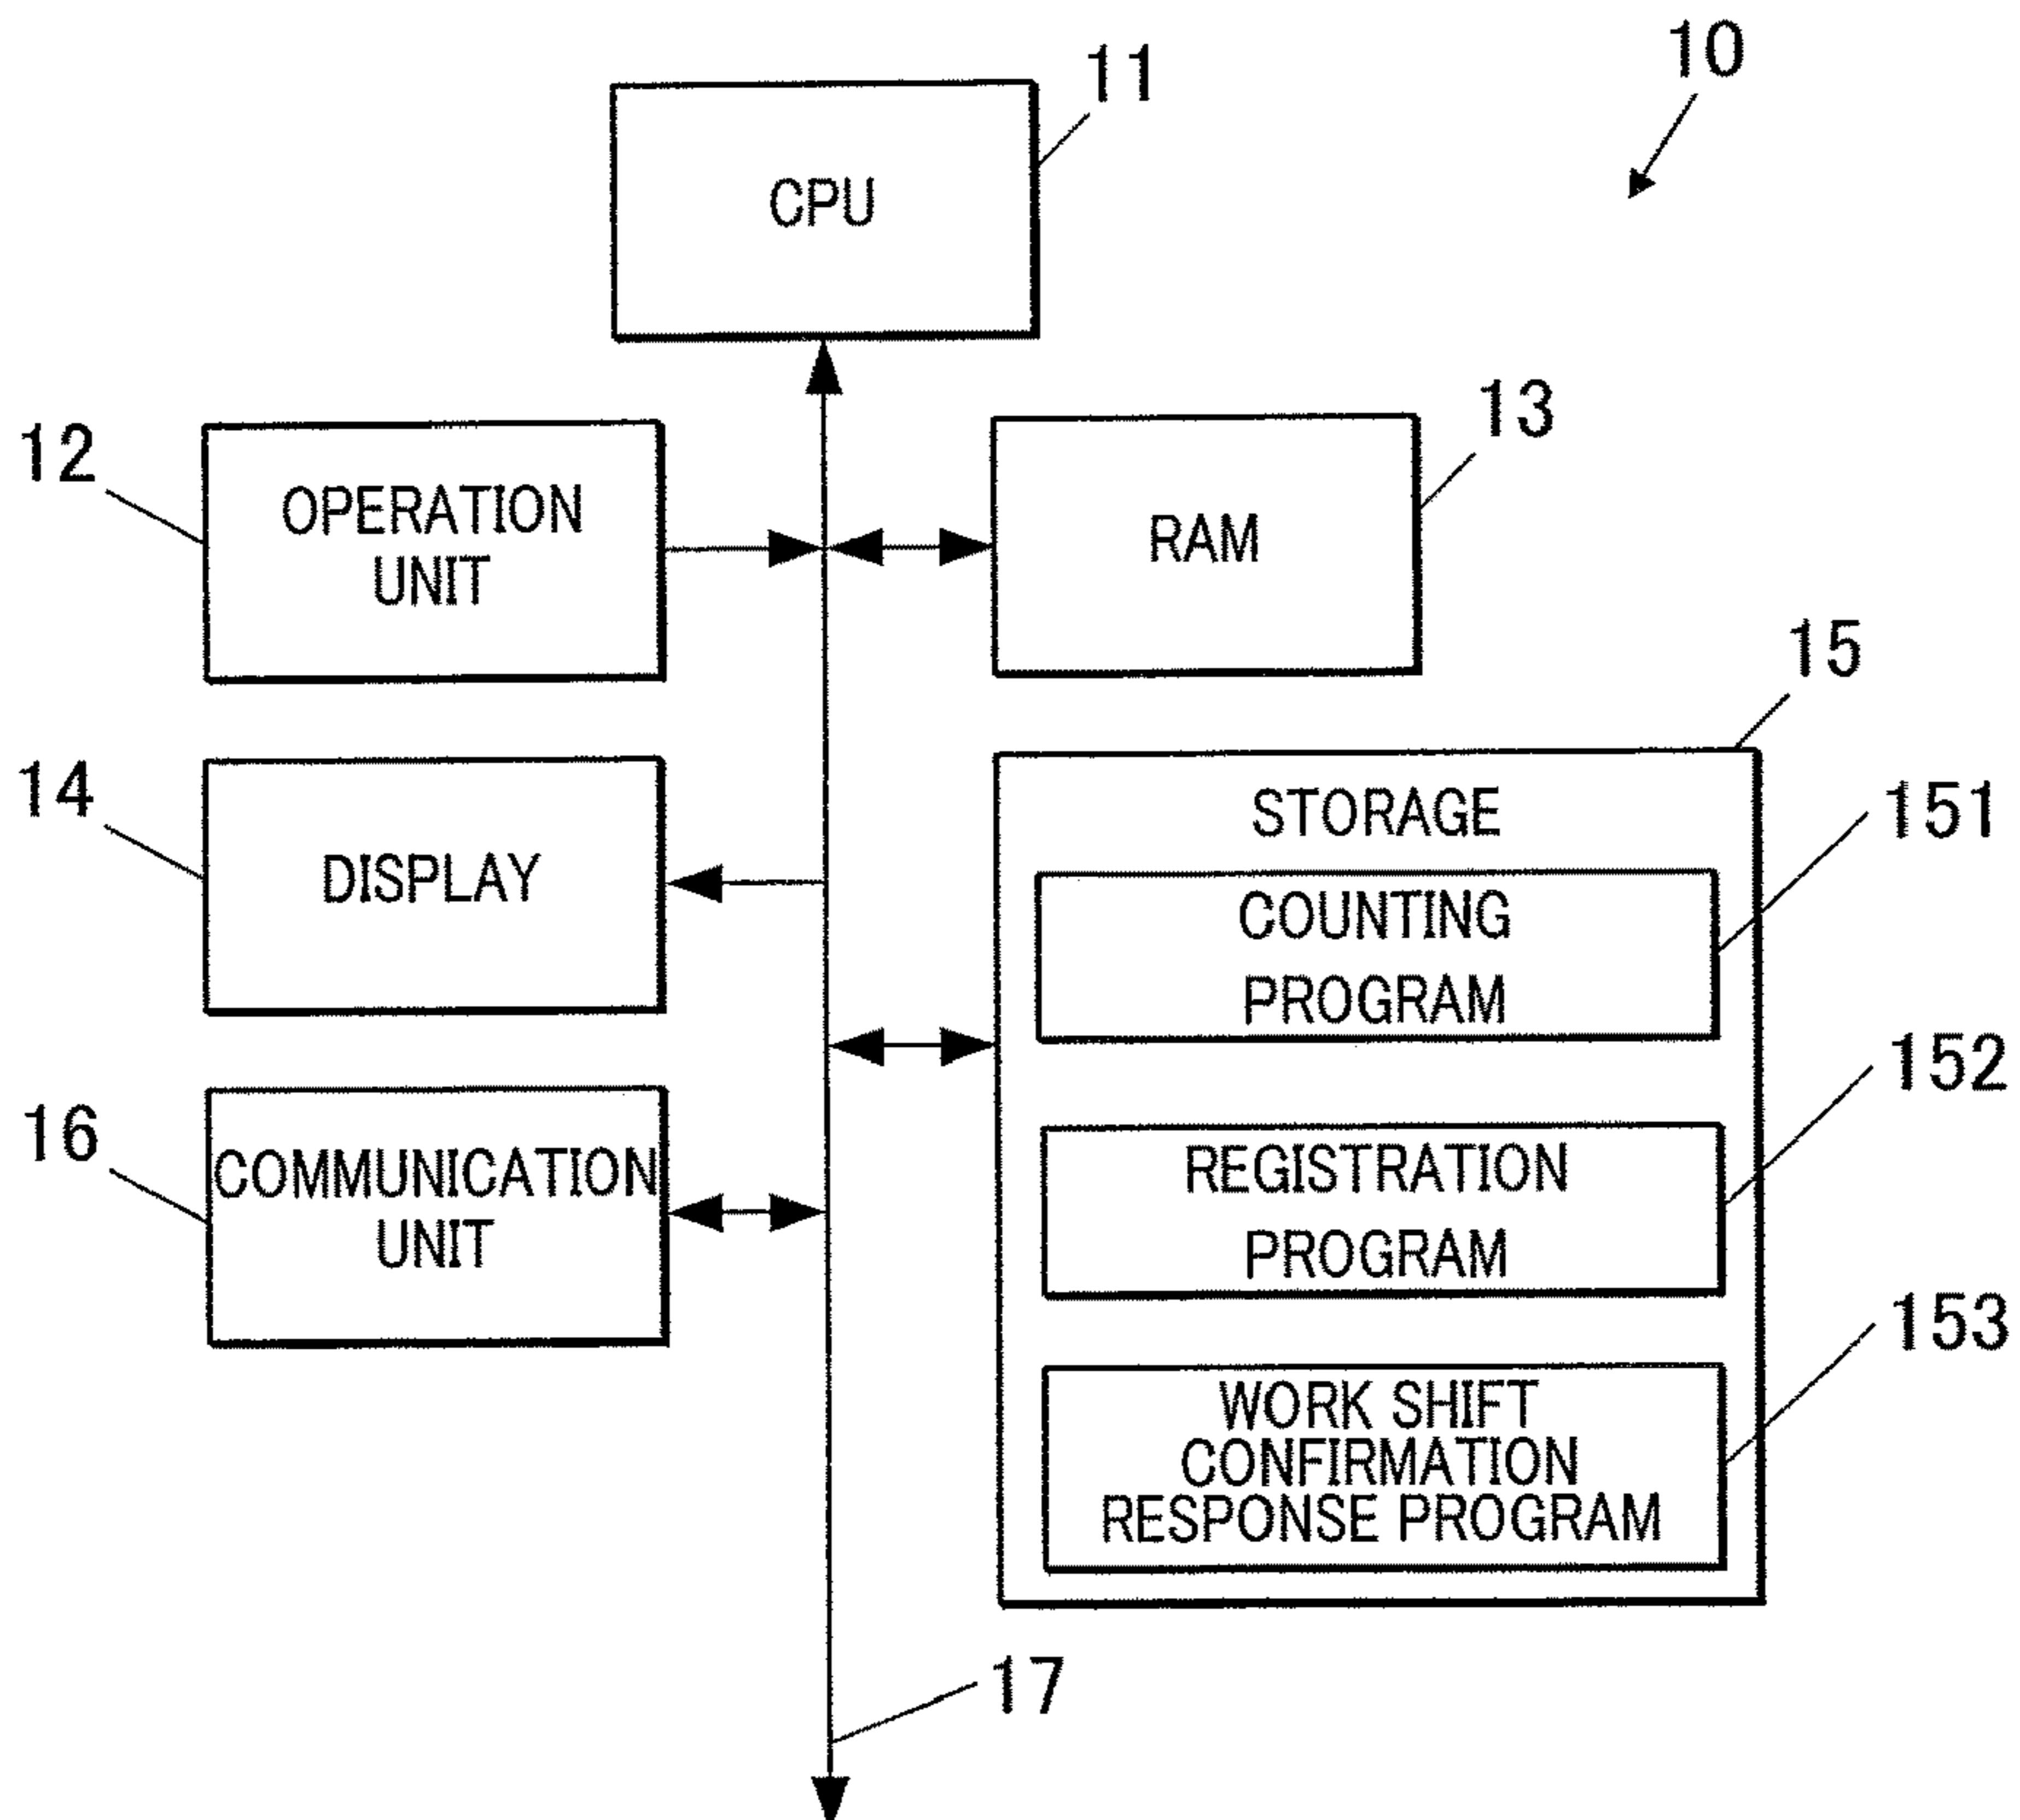 10
11
CPU
12
OPERATION
UNIT
13
RAM
14
DISPLAY
15
STORAGE
151
COUNTING
PROGRAM
16
COMMUNICATION
UNIT
152
REGISTRATION
PROGRAM
153
WORK SHIFT
CONFIRMATION
RESPONSE PROGRAM
17